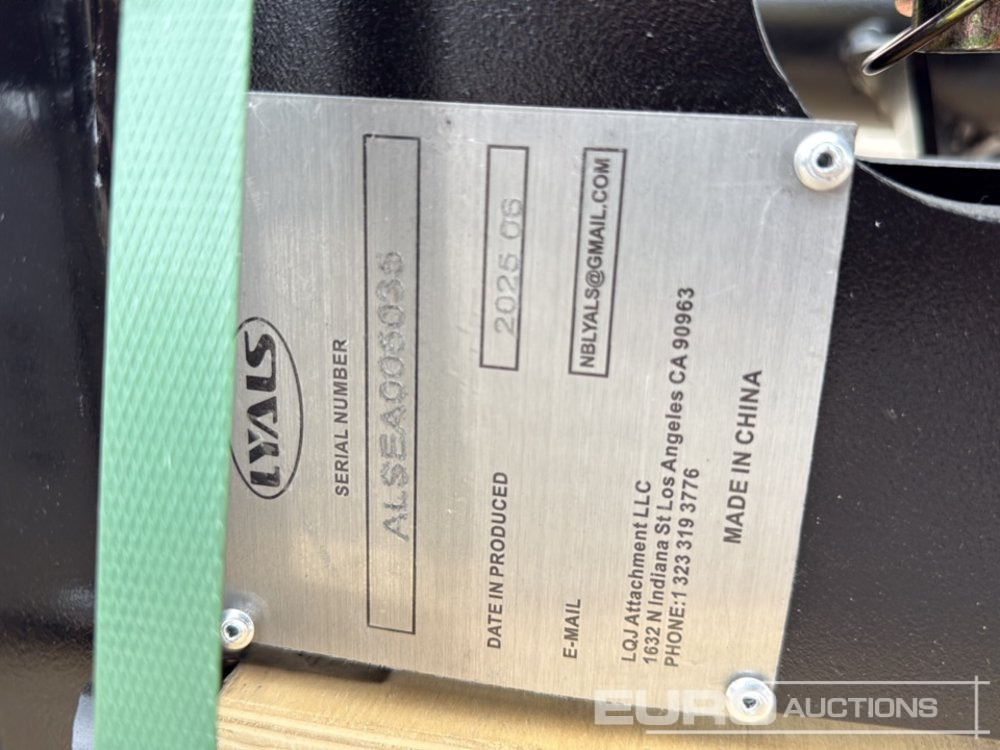 LYALS
SERIAL NUMBER
ALSEA0050035
DATE IN PRODUCED
2025 06
E-MAIL
NBLYALS@GMAIL.COM
LQJ Attachment LLC
1632 N Indiana St Los Angeles CA 90963
PHONE:1 323 319 3776
MADE IN CHINA
EURO AUCTIONS